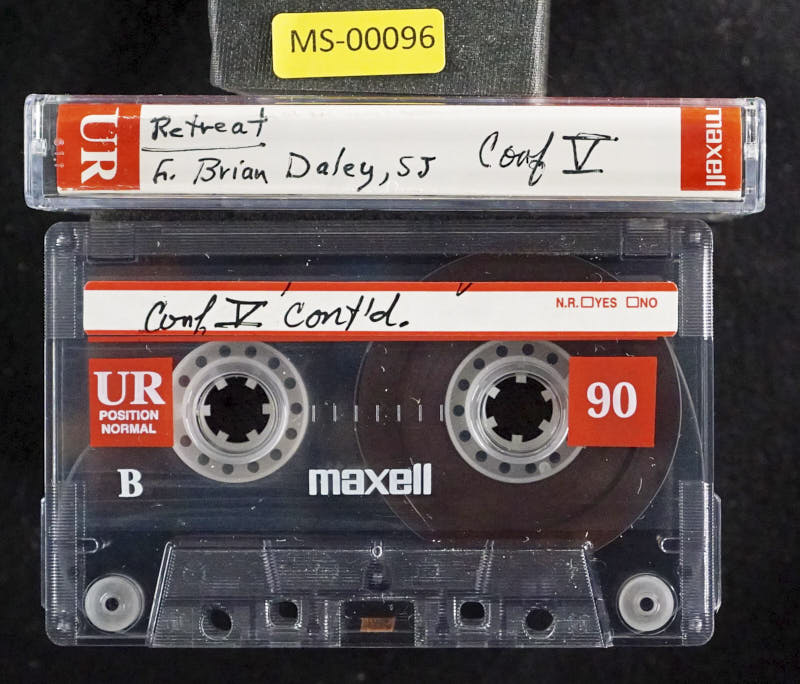 MS-00096
UR
Retreat
Fr. Brian Daley, SJ
Conf V
maxell
Conf V cont'd.
N.R. ☐YES ☐NO
UR
POSITION
NORMAL
90
B
maxell